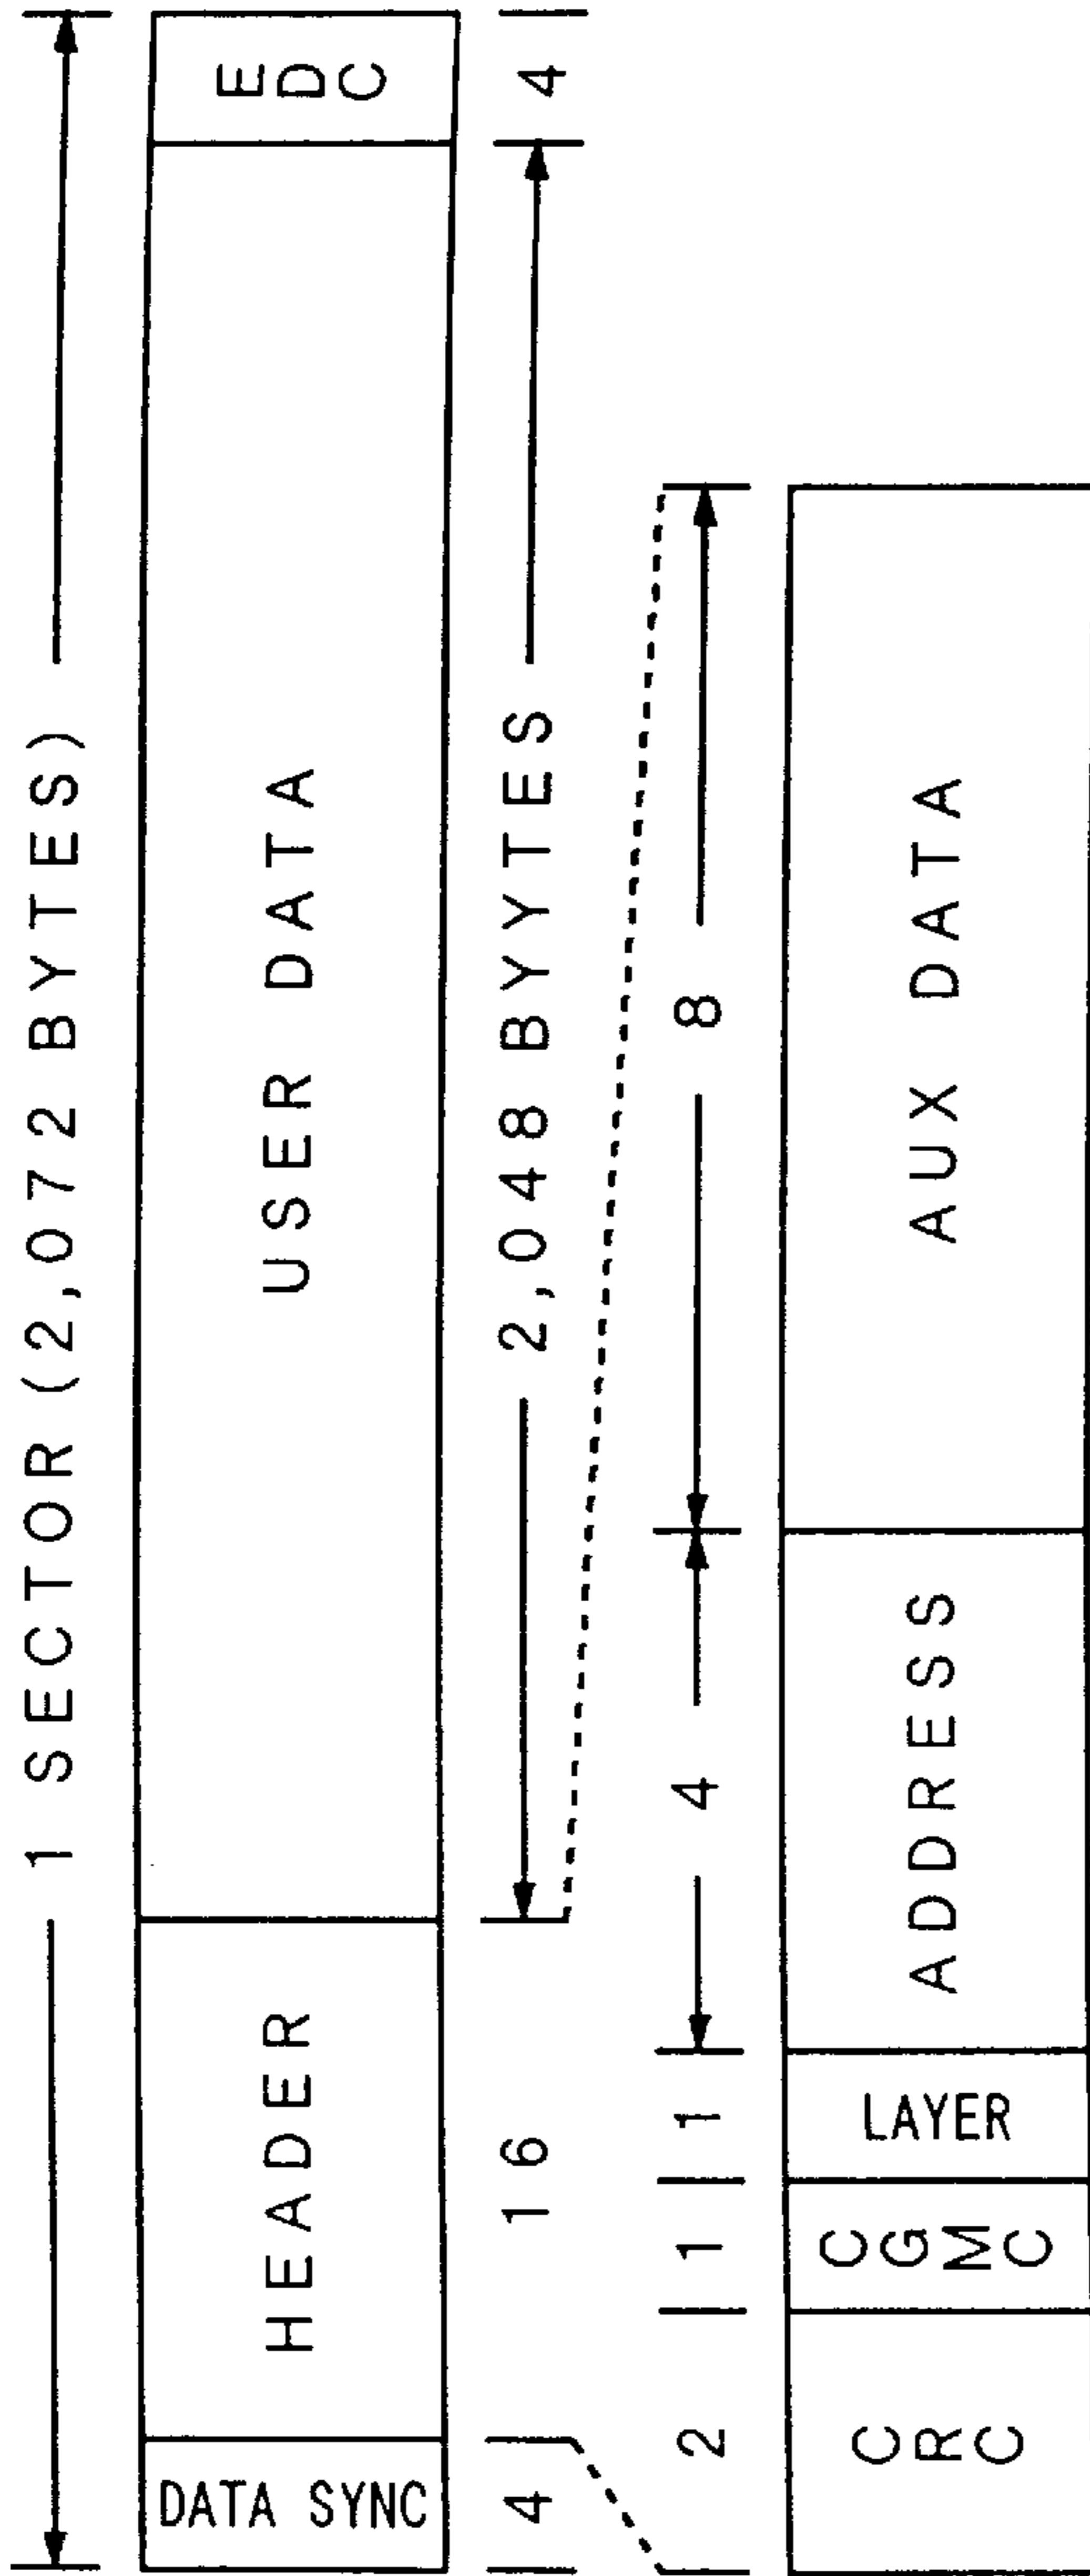 1 SECTOR (2,072 BYTES)
DATA SYNC
HEADER
USER DATA
EDC
4
16
2,048 BYYTES
4
2
1
1
4
8
CRC
CGMC
LAYER
ADDRESS
AUX DATA